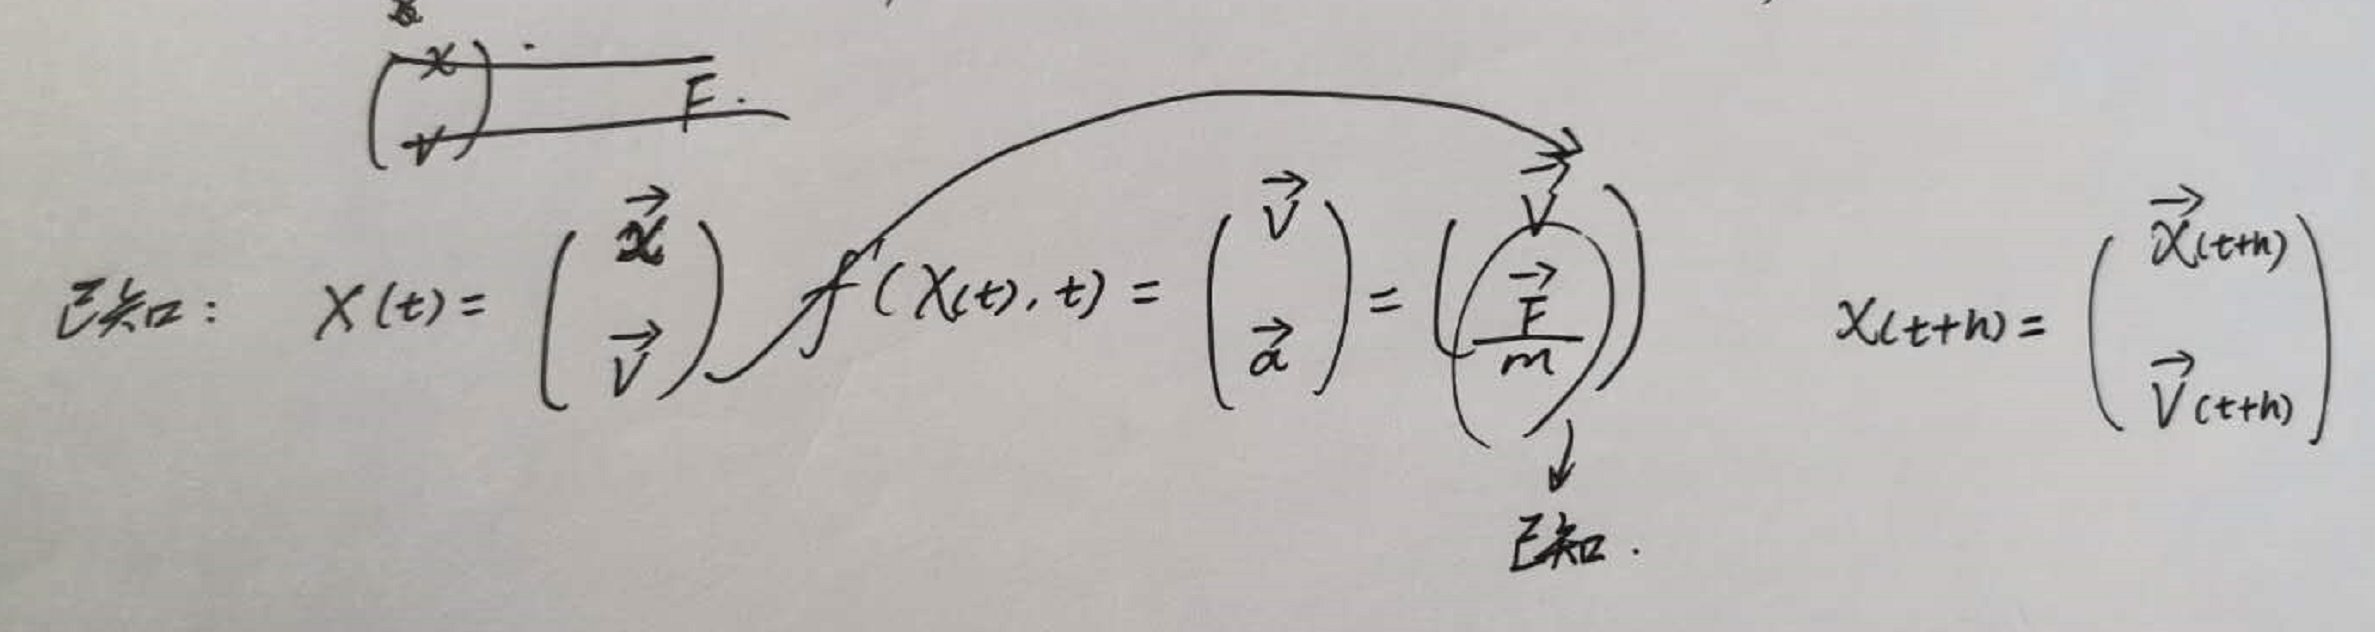 (x v) F.
已知: X(t) = (x⃗ v⃗) f(X(t), t) = (v⃗ a⃗) = (v⃗ F⃗/m) X(t+h) = (x⃗(t+h) v⃗(t+h))
已知.